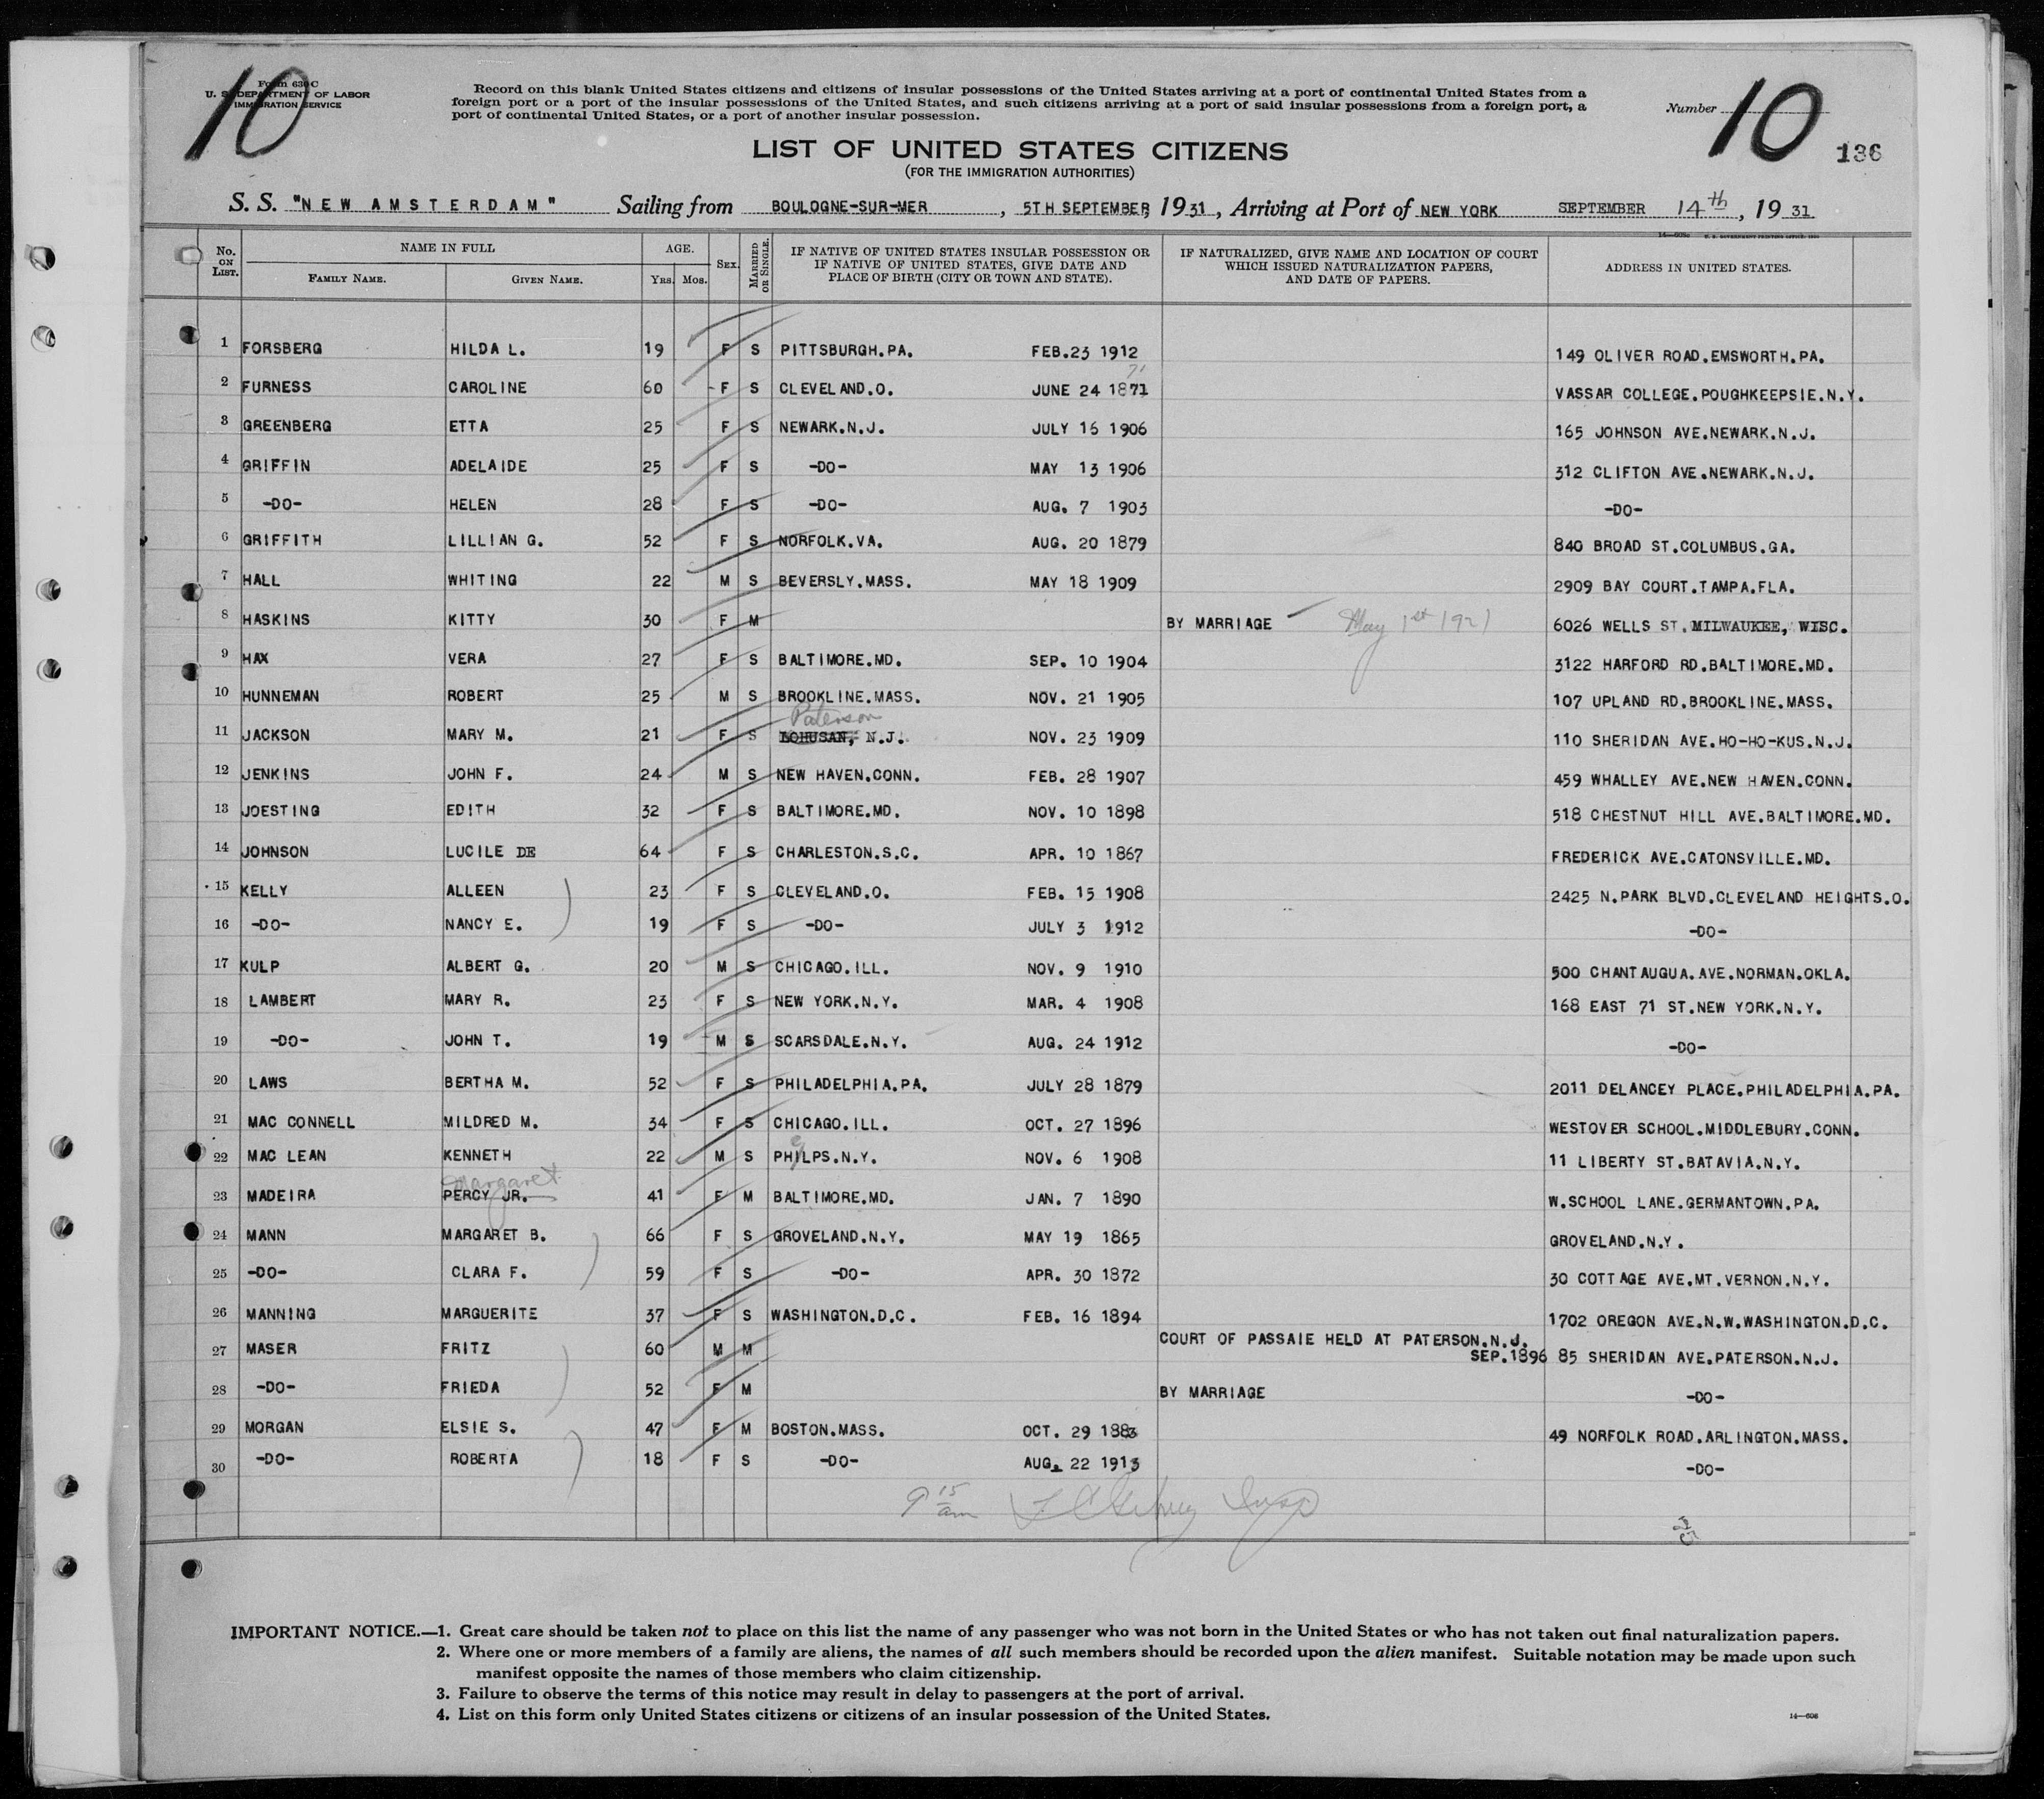 10
Form 630 C
U. S. DEPARTMENT OF LABOR
IMMIGRATION SERVICE
Record on this blank United States citizens and citizens of insular possessions of the United States arriving at a port of continental United States from a
foreign port or a port of the insular possessions of the United States, and such citizens arriving at a port of said insular possessions from a foreign port, a
port of continental United States, or a port of another insular possession.
Number 10
136
LIST OF UNITED STATES CITIZENS
(FOR THE IMMIGRATION AUTHORITIES)
S. S. "NEW AMSTERDAM" Sailing from BOULOGNE-SUR-MER, 5TH SEPTEMBER 1931, Arriving at Port of NEW YORK SEPTEMBER 14th, 1931
No. ON LIST. NAME IN FULL FAMILY NAME. GIVEN NAME. AGE. YRS. MOS. SEX. MARRIED OR SINGLE. IF NATIVE OF UNITED STATES INSULAR POSSESSION OR IF NATIVE OF UNITED STATES, GIVE DATE AND PLACE OF BIRTH (CITY OR TOWN AND STATE). IF NATURALIZED, GIVE NAME AND LOCATION OF COURT WHICH ISSUED NATURALIZATION PAPERS, AND DATE OF PAPERS. ADDRESS IN UNITED STATES.
1 FORSBERG HILDA L. 19 F S PITTSBURGH.PA. FEB.23 1912 149 OLIVER ROAD.EMSWORTH.PA.
2 FURNESS CAROLINE 60 F S CLEVELAND.O. JUNE 24 1871 71 VASSAR COLLEGE.POUGHKEEPSIE.N.Y.
3 GREENBERG ETTA 25 F S NEWARK.N.J. JULY 16 1906 165 JOHNSON AVE.NEWARK.N.J.
4 GRIFFIN ADELAIDE 25 F S -DO- MAY 13 1906 312 CLIFTON AVE.NEWARK.N.J.
5 -DO- HELEN 28 F S -DO- AUG. 7 1903 -DO-
6 GRIFFITH LILLIAN G. 52 F S NORFOLK.VA. AUG. 20 1879 840 BROAD ST.COLUMBUS.GA.
7 HALL WHITING 22 M S BEVERSLY.MASS. MAY 18 1909 2909 BAY COURT.TAMPA.FLA.
8 HASKINS KITTY 30 F M BY MARRIAGE May 1st 1921 6026 WELLS ST.MILWAUKEE, WISC.
9 HAX VERA 27 F S BALTIMORE.MD. SEP. 10 1904 3122 HARFORD RD.BALTIMORE.MD.
10 HUNNEMAN ROBERT 25 M S BROOKLINE.MASS. NOV. 21 1905 107 UPLAND RD.BROOKLINE.MASS.
Paterson
11 JACKSON MARY M. 21 F S N.J. NOV. 23 1909 110 SHERIDAN AVE.HO-HO-KUS.N.J.
12 JENKINS JOHN F. 24 M S NEW HAVEN.CONN. FEB. 28 1907 459 WHALLEY AVE.NEW HAVEN.CONN.
13 JOESTING EDITH 32 F S BALTIMORE.MD. NOV. 10 1898 518 CHESTNUT HILL AVE.BALTIMORE.MD.
14 JOHNSON LUCILE DE 64 F S CHARLESTON.S.C. APR. 10 1867 FREDERICK AVE.CATONSVILLE.MD.
15 KELLY ALLEEN 23 F S CLEVELAND.O. FEB. 15 1908 2425 N.PARK BLVD.CLEVELAND HEIGHTS.O.
16 -DO- NANCY E. 19 F S -DO- JULY 3 1912 -DO-
17 KULP ALBERT G. 20 M S CHICAGO.ILL. NOV. 9 1910 500 CHANTAUGUA.AVE.NORMAN.OKLA.
18 LAMBERT MARY R. 23 F S NEW YORK.N.Y. MAR. 4 1908 168 EAST 71 ST.NEW YORK.N.Y.
19 -DO- JOHN T. 19 M S SCARSDALE.N.Y. AUG. 24 1912 -DO-
20 LAWS BERTHA M. 52 F S PHILADELPHIA.PA. JULY 28 1879 2011 DELANCEY PLACE.PHILADELPHIA.PA.
21 MAC CONNELL MILDRED M. 34 F S CHICAGO.ILL. OCT. 27 1896 WESTOVER SCHOOL.MIDDLEBURY.CONN.
22 MAC LEAN KENNETH 22 M S PHILPS.N.Y. NOV. 6 1908 11 LIBERTY ST.BATAVIA.N.Y.
Margaret
23 MADEIRA PERCY JR. 41 F M BALTIMORE.MD. JAN. 7 1890 W.SCHOOL LANE.GERMANTOWN.PA.
24 MANN MARGARET B. 66 F S GROVELAND.N.Y. MAY 19 1865 GROVELAND.N.Y.
25 -DO- CLARA F. 59 F S -DO- APR. 30 1872 30 COTTAGE AVE.MT.VERNON.N.Y.
26 MANNING MARGUERITE 37 F S WASHINGTON.D.C. FEB. 16 1894 1702 OREGON AVE.N.W.WASHINGTON.D.C.
27 MASER FRITZ 60 M M COURT OF PASSAIE HELD AT PATERSON.N.J. SEP.1896 85 SHERIDAN AVE.PATERSON.N.J.
28 -DO- FRIEDA 52 F M BY MARRIAGE -DO-
29 MORGAN ELSIE S. 47 F M BOSTON.MASS. OCT. 29 1883 49 NORFOLK ROAD.ARLINGTON.MASS.
30 -DO- ROBERTA 18 F S -DO- AUG. 22 1913 -DO-
9 15 am
IMPORTANT NOTICE.—1. Great care should be taken not to place on this list the name of any passenger who was not born in the United States or who has not taken out final naturalization papers.
2. Where one or more members of a family are aliens, the names of all such members should be recorded upon the alien manifest. Suitable notation may be made upon such
manifest opposite the names of those members who claim citizenship.
3. Failure to observe the terms of this notice may result in delay to passengers at the port of arrival.
4. List on this form only United States citizens or citizens of an insular possession of the United States.
14—608